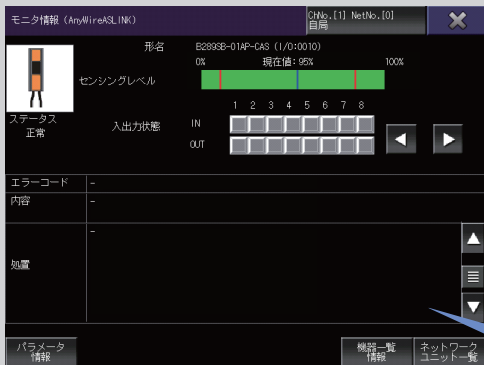 モニタ情報 (AnyWireASLINK)
ChNo.[1] NetNo.[0]
自局
形名 B289SB-01AP-CAS (I/O:0010)
0% 現在値: 95% 100%
センシングレベル
1 2 3 4 5 6 7 8
ステータス
正常
入出力状態
IN
OUT
エラーコード -
内容 -
処置 -
パラメータ
情報
機器一覧
情報
ネットワーク
ユニット一覧